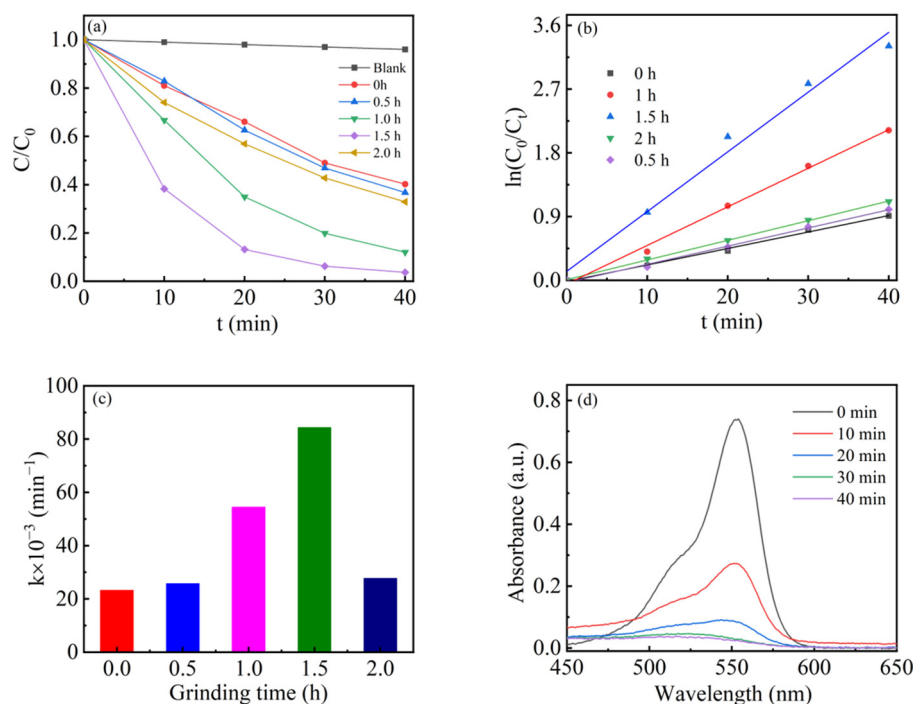 (a)
1.0
0.8
0.6
0.4
0.2
0.0
C/C₀
0 10 20 30 40
t (min)
Blank
0h
0.5 h
1.0 h
1.5 h
2.0 h
(b)
3.6
2.7
1.8
0.9
0.0
ln(C₀/Cₜ)
0 10 20 30 40
t (min)
0 h
1 h
1.5 h
2 h
0.5 h
(c)
100
80
60
40
20
0
k×10⁻³ (min⁻¹)
0.0 0.5 1.0 1.5 2.0
Grinding time (h)
(d)
0.8
0.6
0.4
0.2
0.0
Absorbance (a.u.)
450 500 550 600 650
Wavelength (nm)
0 min
10 min
20 min
30 min
40 min